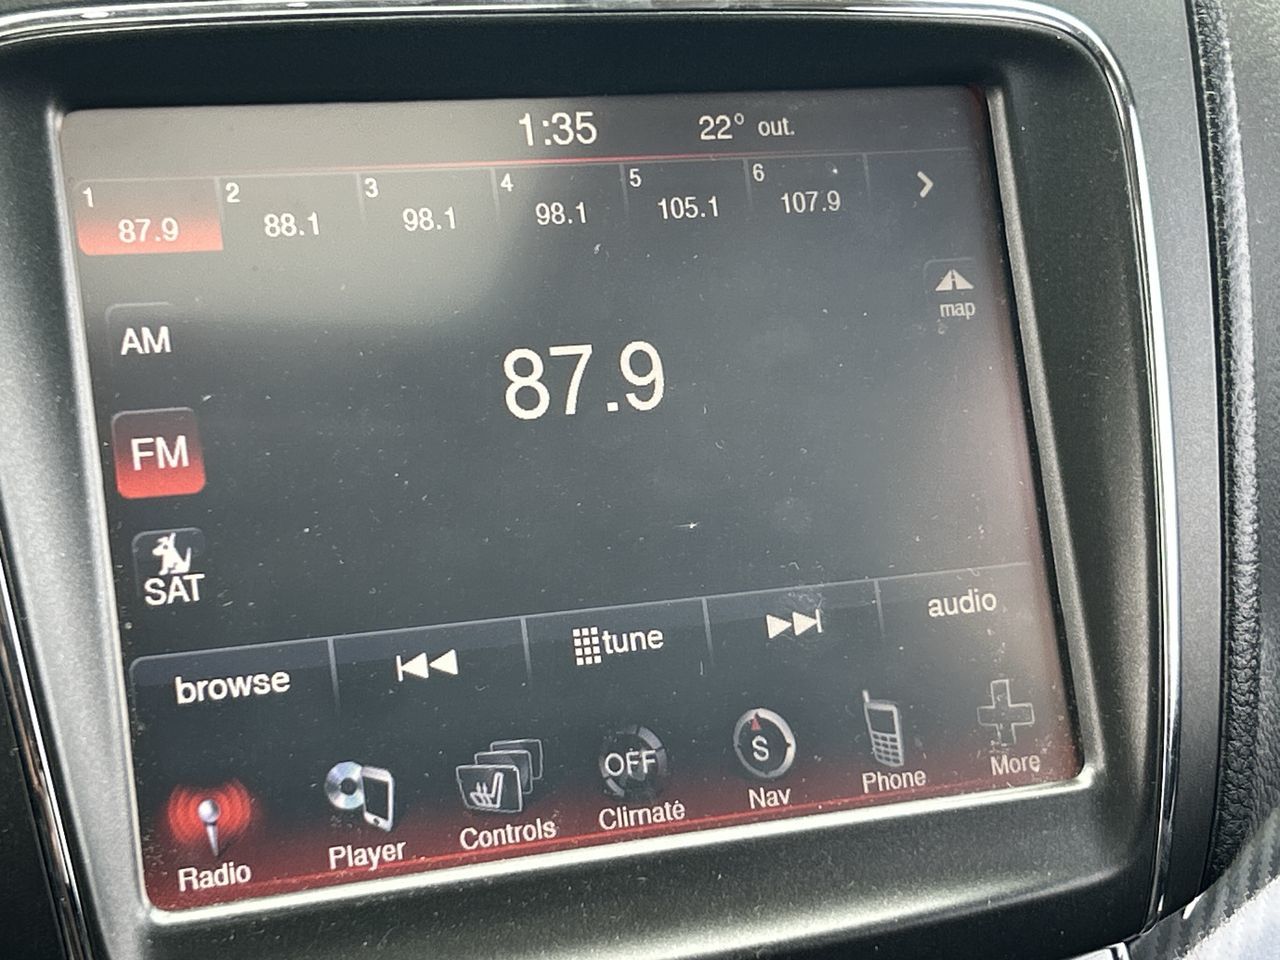 1:35 22° out.
1 2 3 4 5 6
87.9 88.1 98.1 98.1 105.1 107.9
map
AM
87.9
FM
SAT
browse tune audio
OFF S
Radio Player Controls Climate Nav Phone More